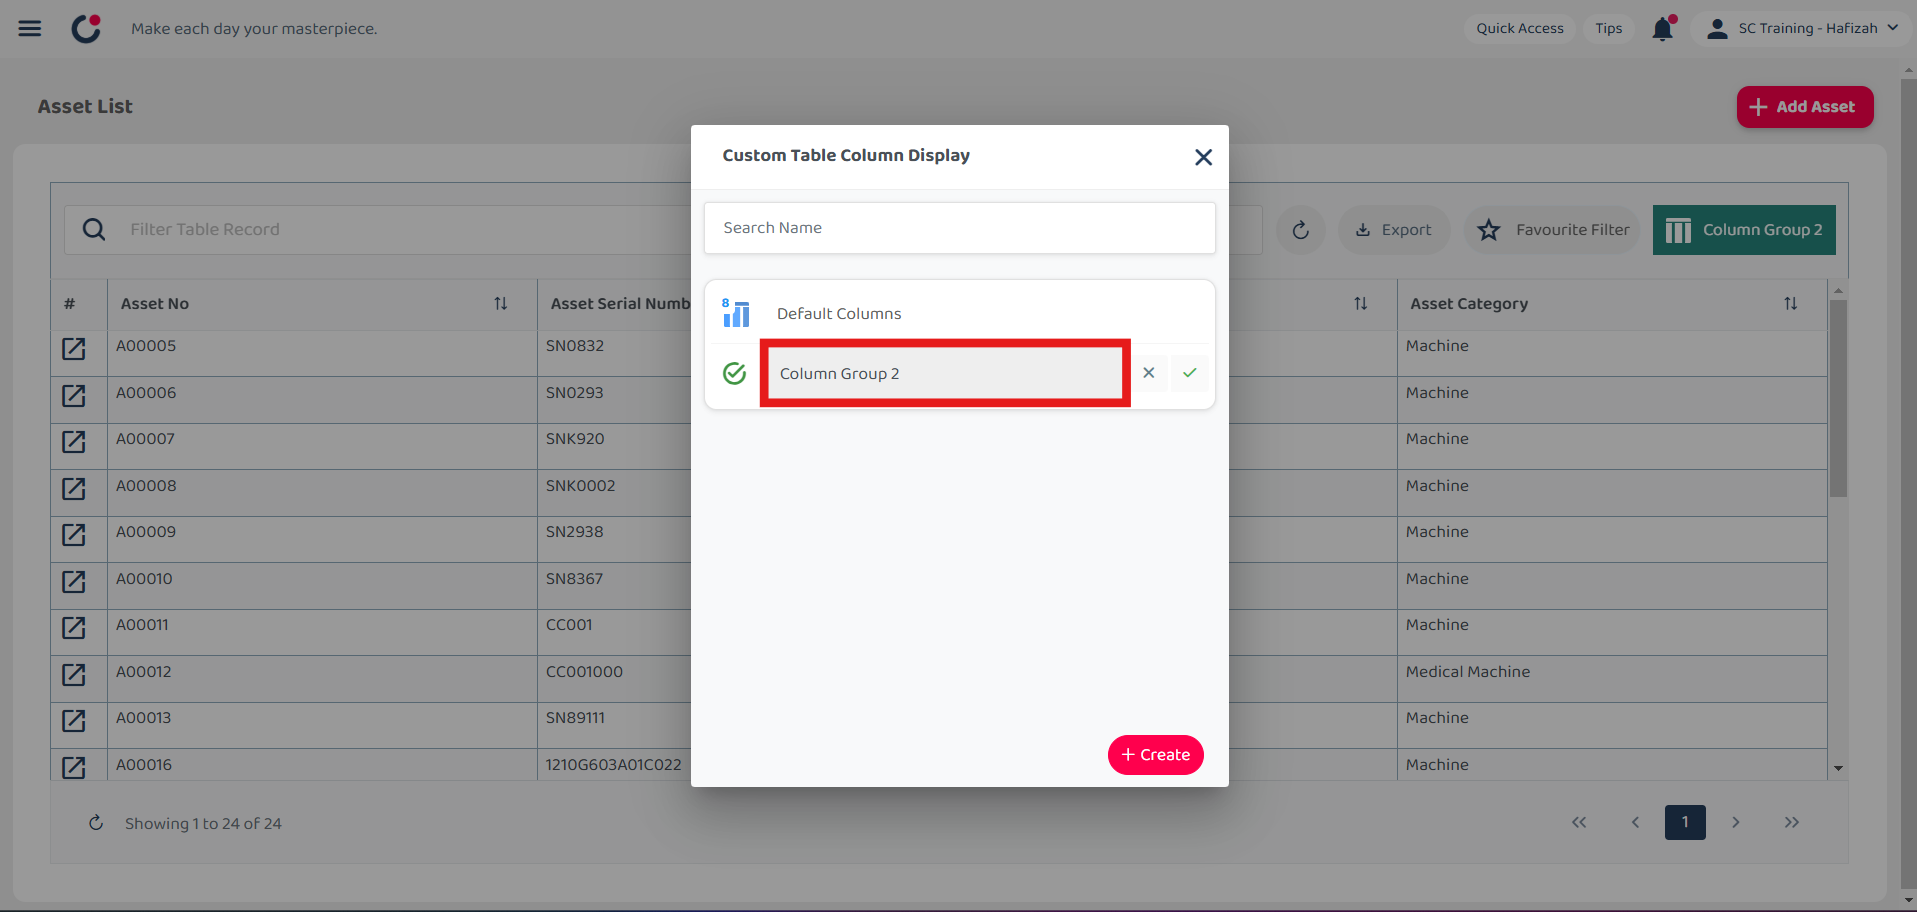 Make each day your masterpiece.
Quick Access
Tips
SC Training - Hafizah
Asset List
Add Asset
Custom Table Column Display
Search Name
8
Default Columns
Column Group 2
Create
Filter Table Record
Export
Favourite Filter
Column Group 2
# Asset No Asset Serial Numb Asset Category
A00005 SN0832 Machine
A00006 SN0293 Machine
A00007 SNK920 Machine
A00008 SNK0002 Machine
A00009 SN2938 Machine
A00010 SN8367 Machine
A00011 CC001 Machine
A00012 CC001000 Medical Machine
A00013 SN89111 Machine
A00016 1210G603A01C022 Machine
Showing 1 to 24 of 24
1